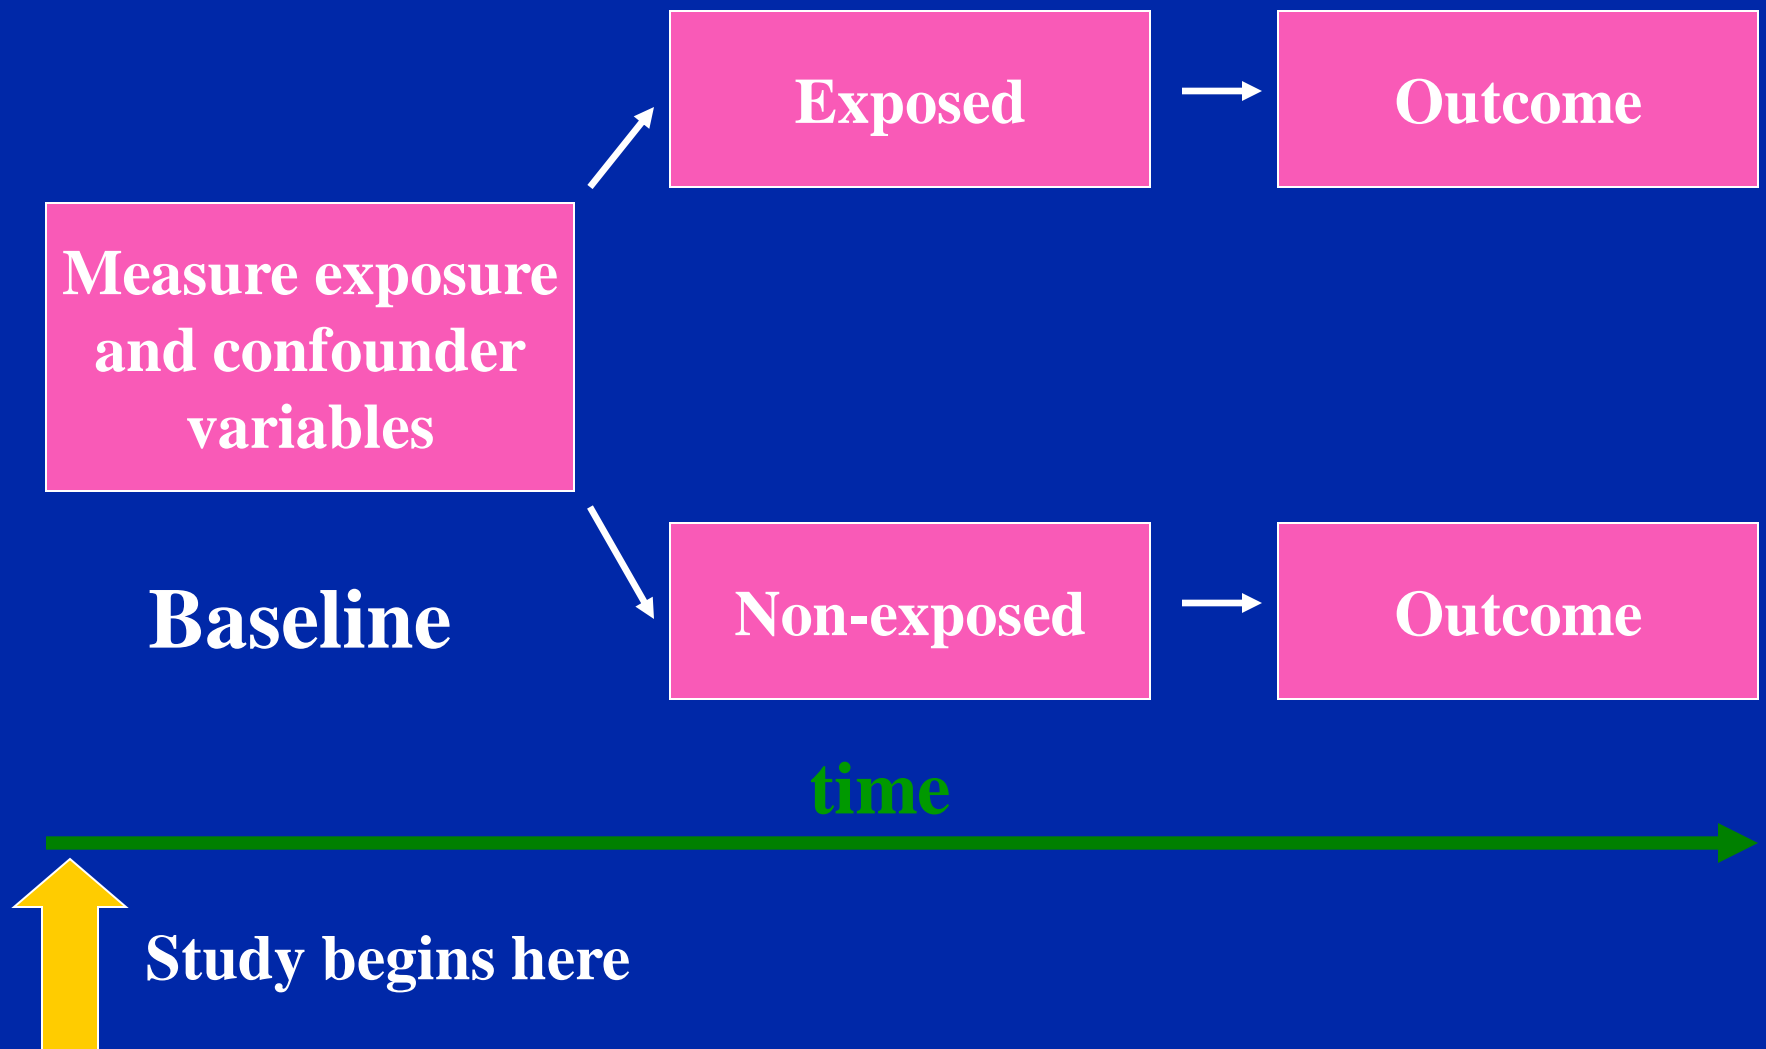 Exposed
Outcome
Measure exposure
and confounder
variables
Baseline
Non-exposed
Outcome
time
Study begins here